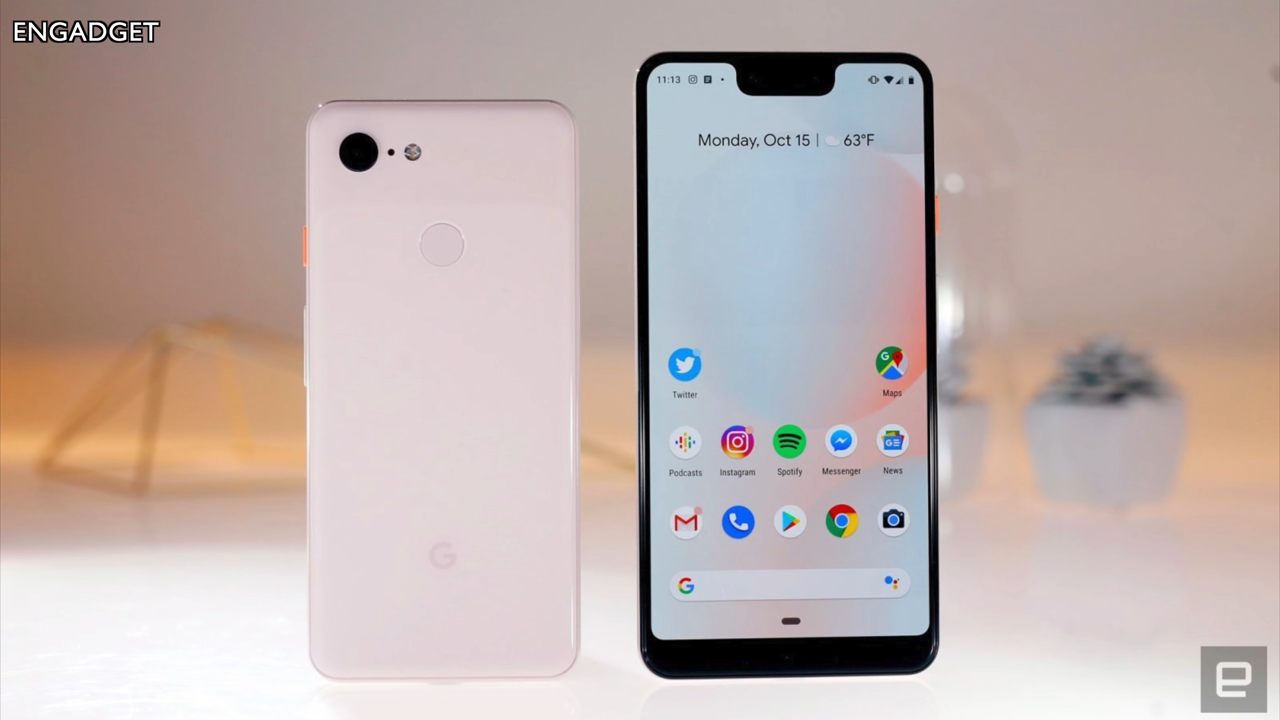 ENGADGET
11:13
Monday, Oct 15 | 63°F
Twitter
Maps
Podcasts
Instagram
Spotify
Messenger
News
G
G
e